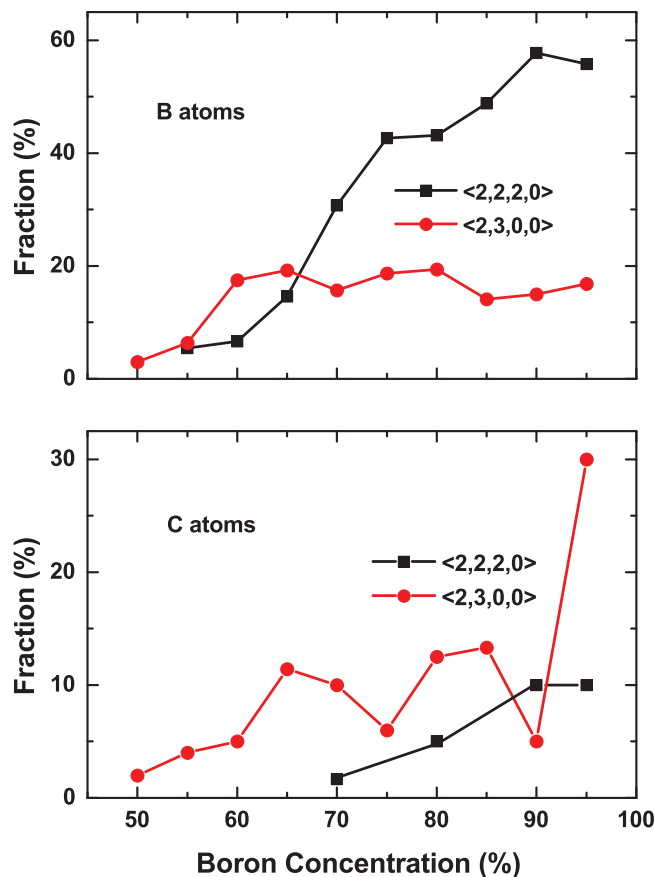 60
40
20
0
Fraction (%)
B atoms
<2,2,2,0>
<2,3,0,0>
30
20
10
0
Fraction (%)
C atoms
<2,2,2,0>
<2,3,0,0>
50 60 70 80 90 100
Boron Concentration (%)